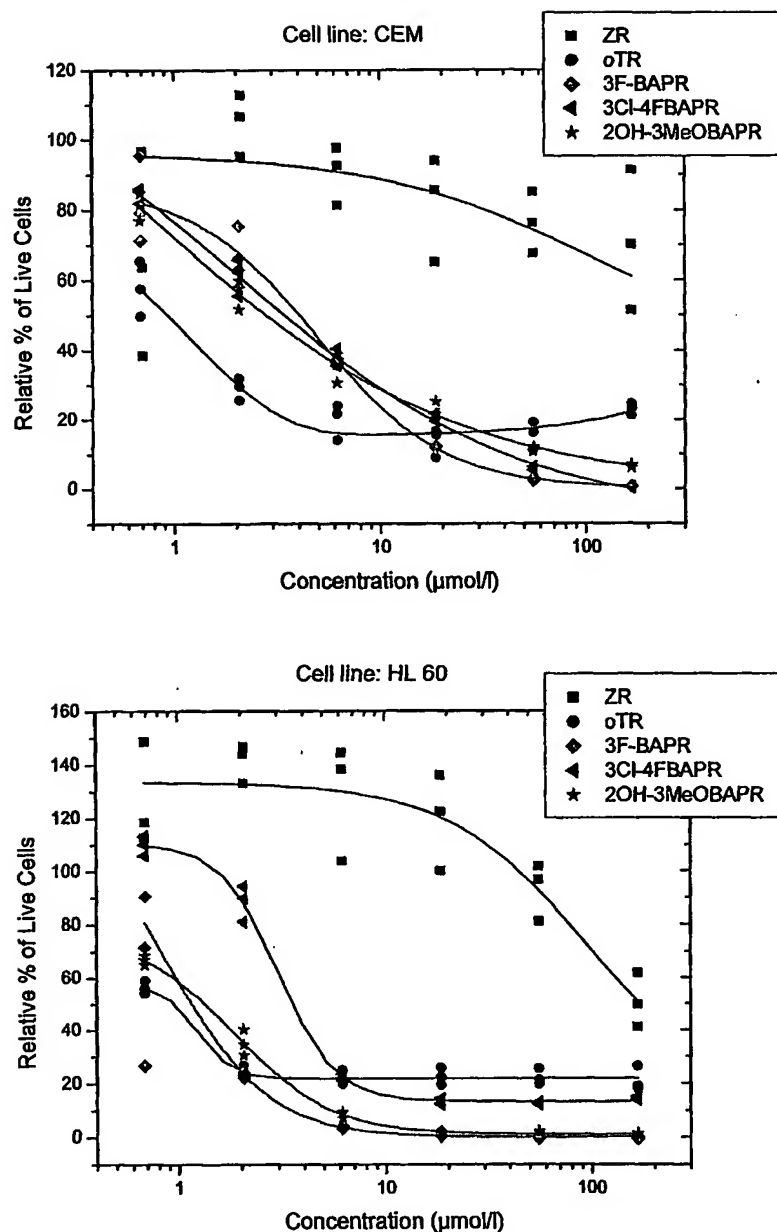 Cell line: CEM
ZR
oTR
3F-BAPR
3Cl-4FBAPR
2OH-3MeOBAPR
120
100
80
60
40
20
0
Relative % of Live Cells
1
10
100
Concentration (µmol/l)
Cell line: HL 60
ZR
oTR
3F-BAPR
3Cl-4FBAPR
2OH-3MeOBAPR
160
140
120
100
80
60
40
20
0
Relative % of Live Cells
1
10
100
Concentration (µmol/l)